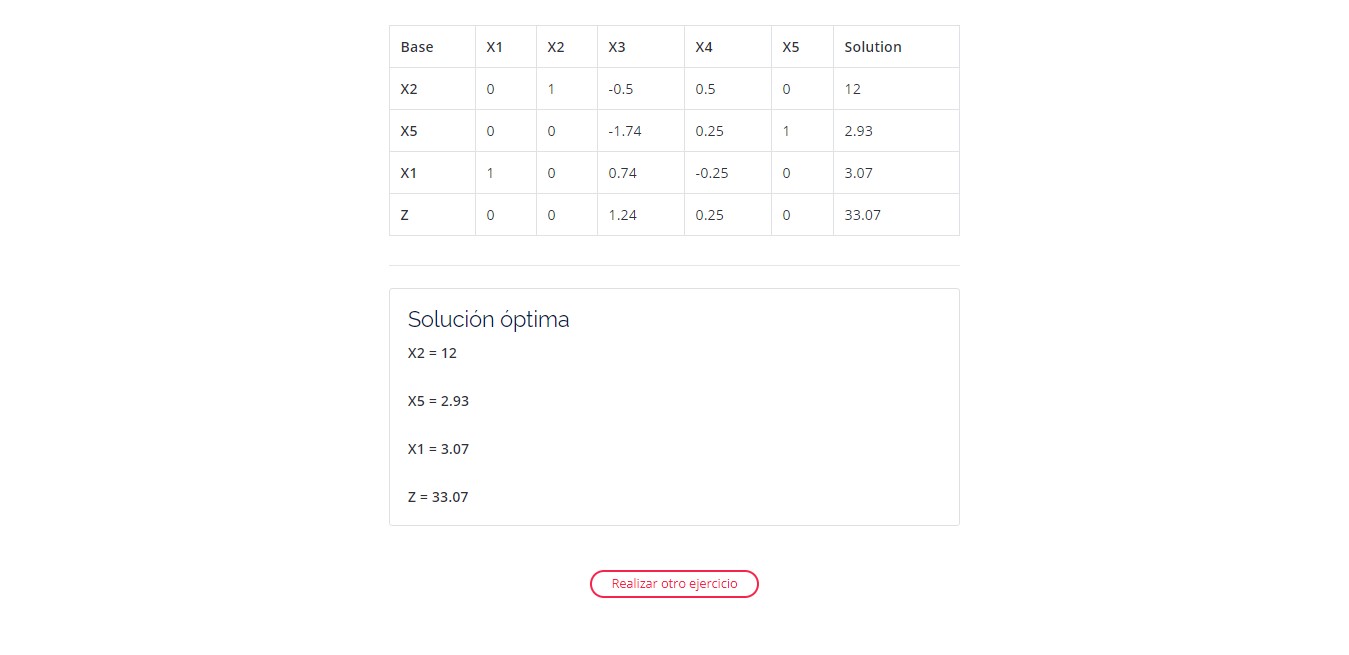 Base X1 X2 X3 X4 X5 Solution
X2 0 1 -0.5 0.5 0 12
X5 0 0 -1.74 0.25 1 2.93
X1 1 0 0.74 -0.25 0 3.07
Z 0 0 1.24 0.25 0 33.07
Solución óptima
X2 = 12
X5 = 2.93
X1 = 3.07
Z = 33.07
Realizar otro ejercicio